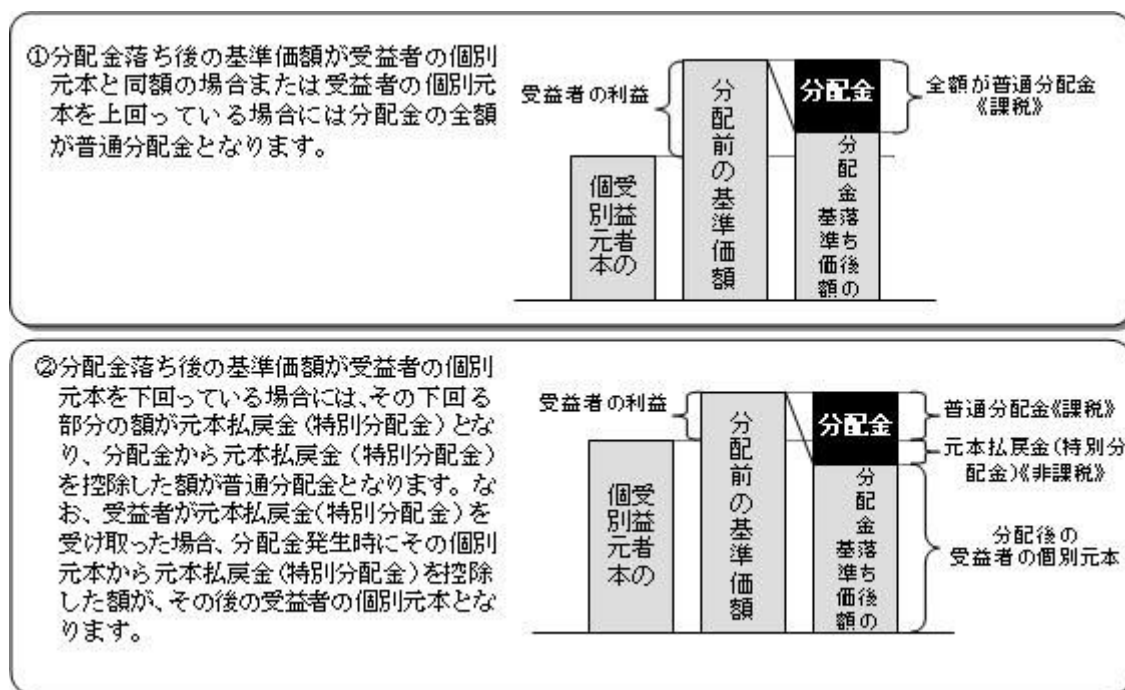 ①分配金落ち後の基準価額が受益者の個別
元本と同額の場合または受益者の個別元
本を上回っている場合には分配金の全額
が普通分配金となります。
受益者の利益
受益者の
個別元本
分配前の基準価額
分配金
分配金落ち後の
基準価額
全額が普通分配金
《課税》
②分配金落ち後の基準価額が受益者の個別
元本を下回っている場合には、その下回る
部分の額が元本払戻金(特別分配金)とな
り、分配金から元本払戻金(特別分配金)
を控除した額が普通分配金となります。な
お、受益者が元本払戻金(特別分配金)を
受け取った場合、分配金発生時にその個別
元本から元本払戻金(特別分配金)を控除
した額が、その後の受益者の個別元本とな
ります。
受益者の利益
受益者の
個別元本
分配前の基準価額
分配金
分配金落ち後の
基準価額
普通分配金《課税》
元本払戻金(特別分
配金)《非課税》
分配後の
受益者の個別元本